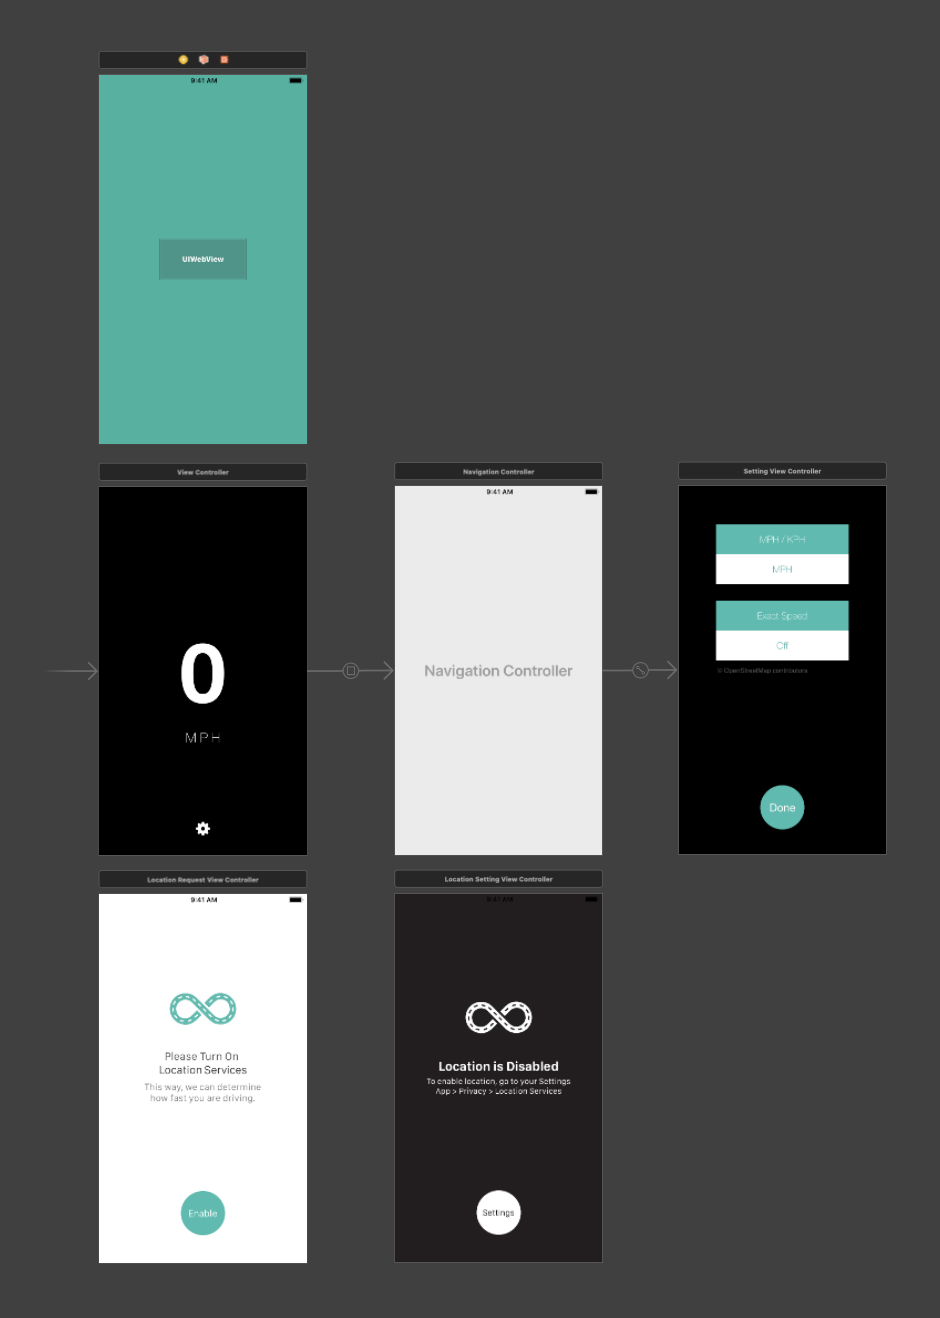 9:41 AM
UIWebView
View Controller
0
MPH
Navigation Controller
9:41 AM
Navigation Controller
Setting View Controller
MPH / KPH
MPH
Exact Speed
Off
© OpenStreetMap contributors
Done
Location Request View Controller
9:41 AM
Please Turn On
Location Services
This way, we can determine
how fast you are driving.
Enable
Location Setting View Controller
9:41 AM
Location is Disabled
To enable location, go to your Settings
App > Privacy > Location Services
Settings